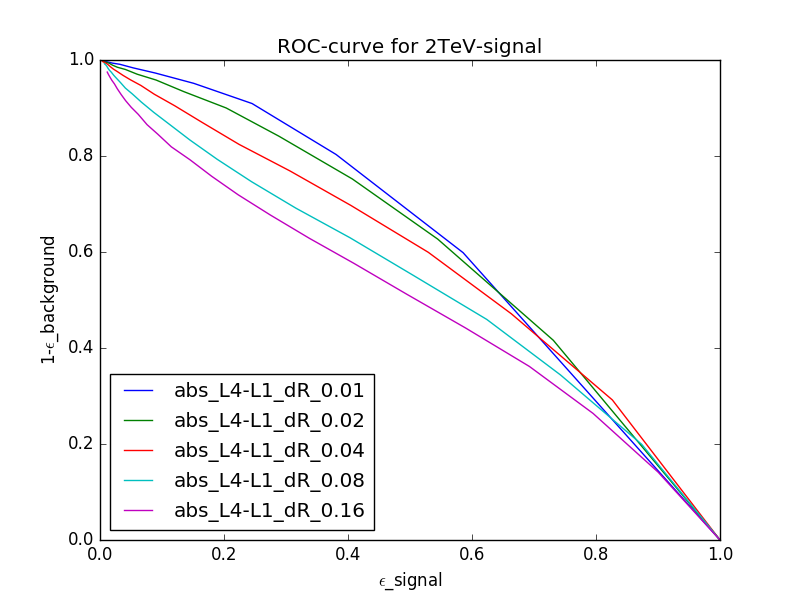 ROC-curve for 2TeV-signal
1.0
0.8
0.6
0.4
0.2
0.0
1-ϵ_background
abs_L4-L1_dR_0.01
abs_L4-L1_dR_0.02
abs_L4-L1_dR_0.04
abs_L4-L1_dR_0.08
abs_L4-L1_dR_0.16
0.0 0.2 0.4 0.6 0.8 1.0
ϵ_signal